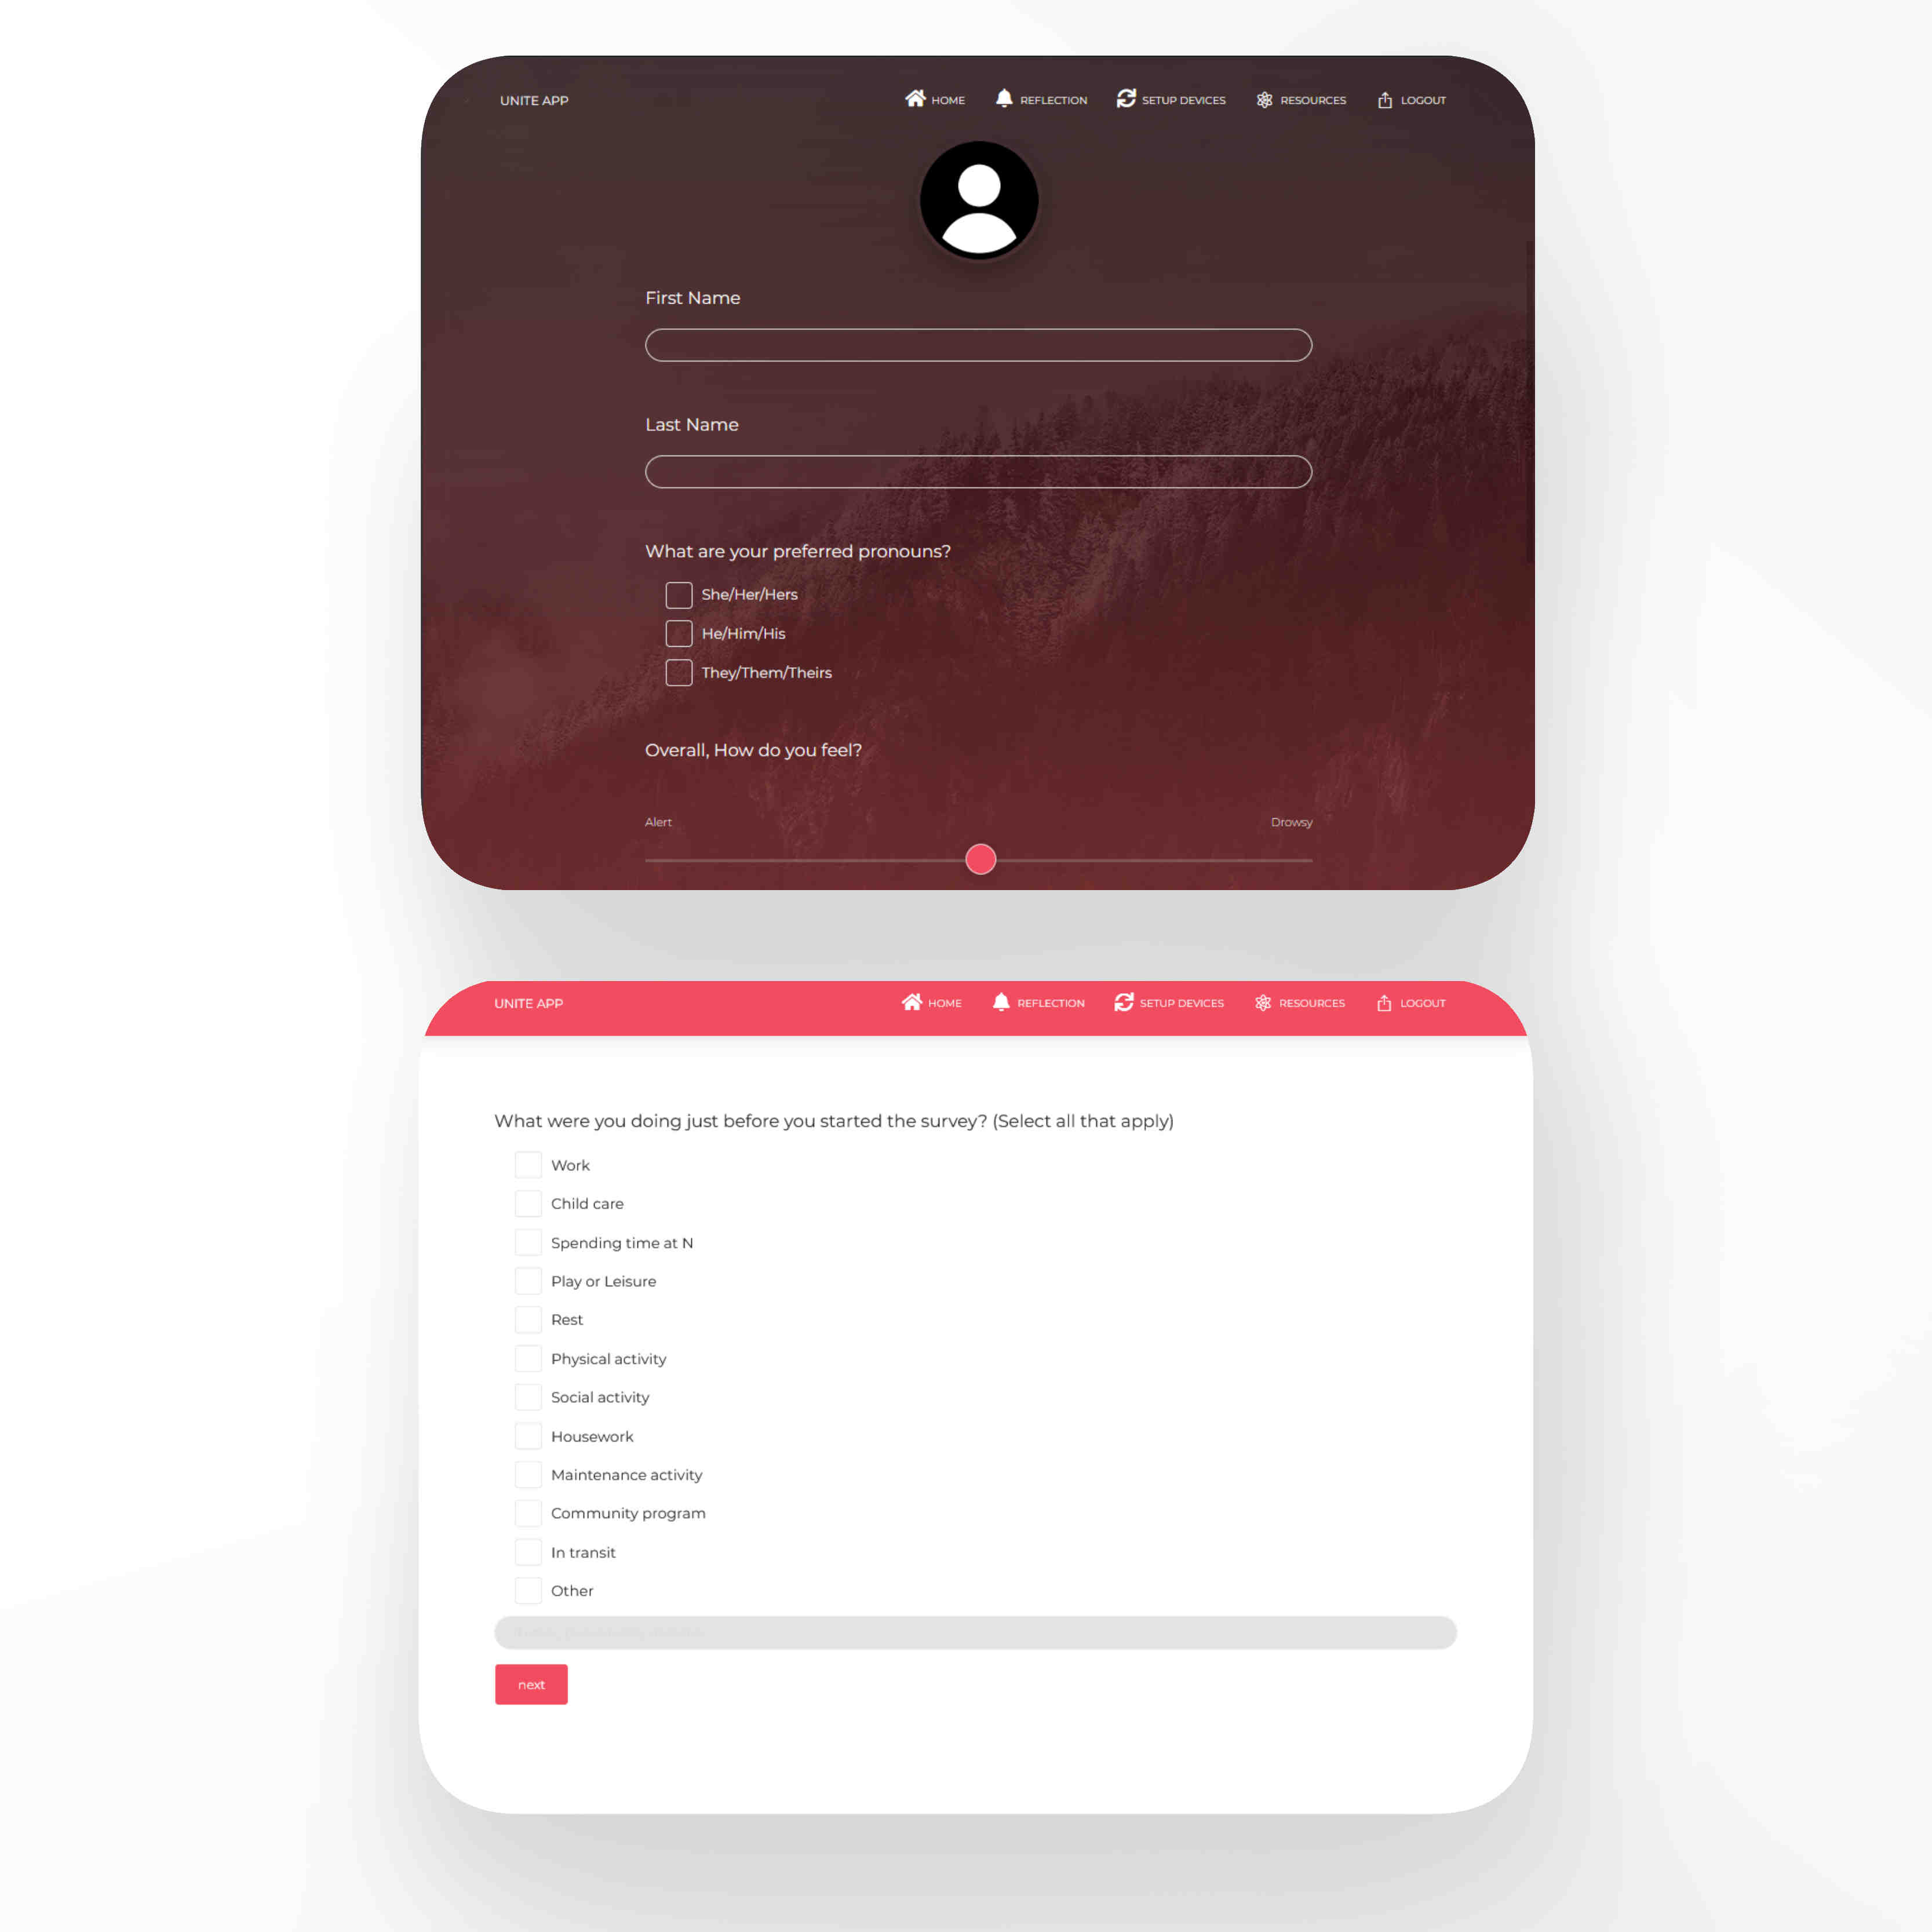 UNITE APP HOME REFLECTION SETUP DEVICES RESOURCES LOGOUT
First Name
Last Name
What are your preferred pronouns?
She/Her/Hers
He/Him/His
They/Them/Theirs
Overall, How do you feel?
Alert Drowsy
UNITE APP HOME REFLECTION SETUP DEVICES RESOURCES LOGOUT
What were you doing just before you started the survey? (Select all that apply)
Work
Child care
Spending time at N
Play or Leisure
Rest
Physical activity
Social activity
Housework
Maintenance activity
Community program
In transit
Other
next